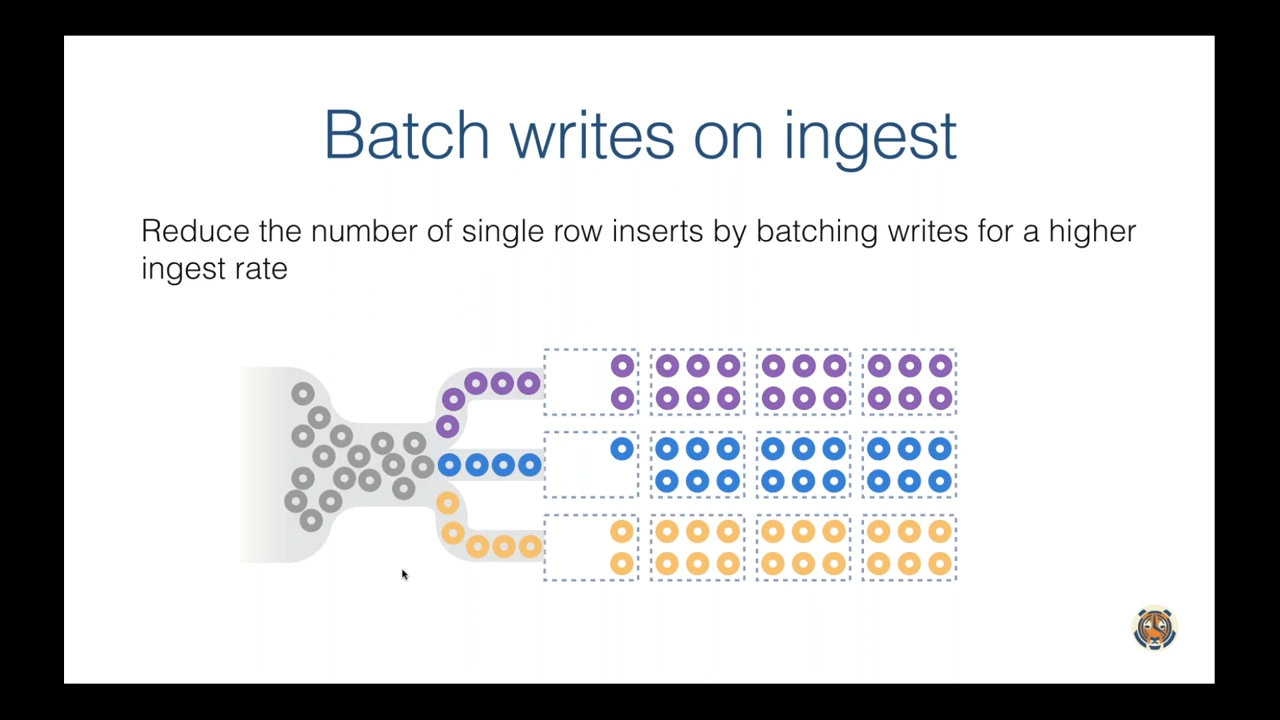 Batch writes on ingest
Reduce the number of single row inserts by batching writes for a higher
ingest rate